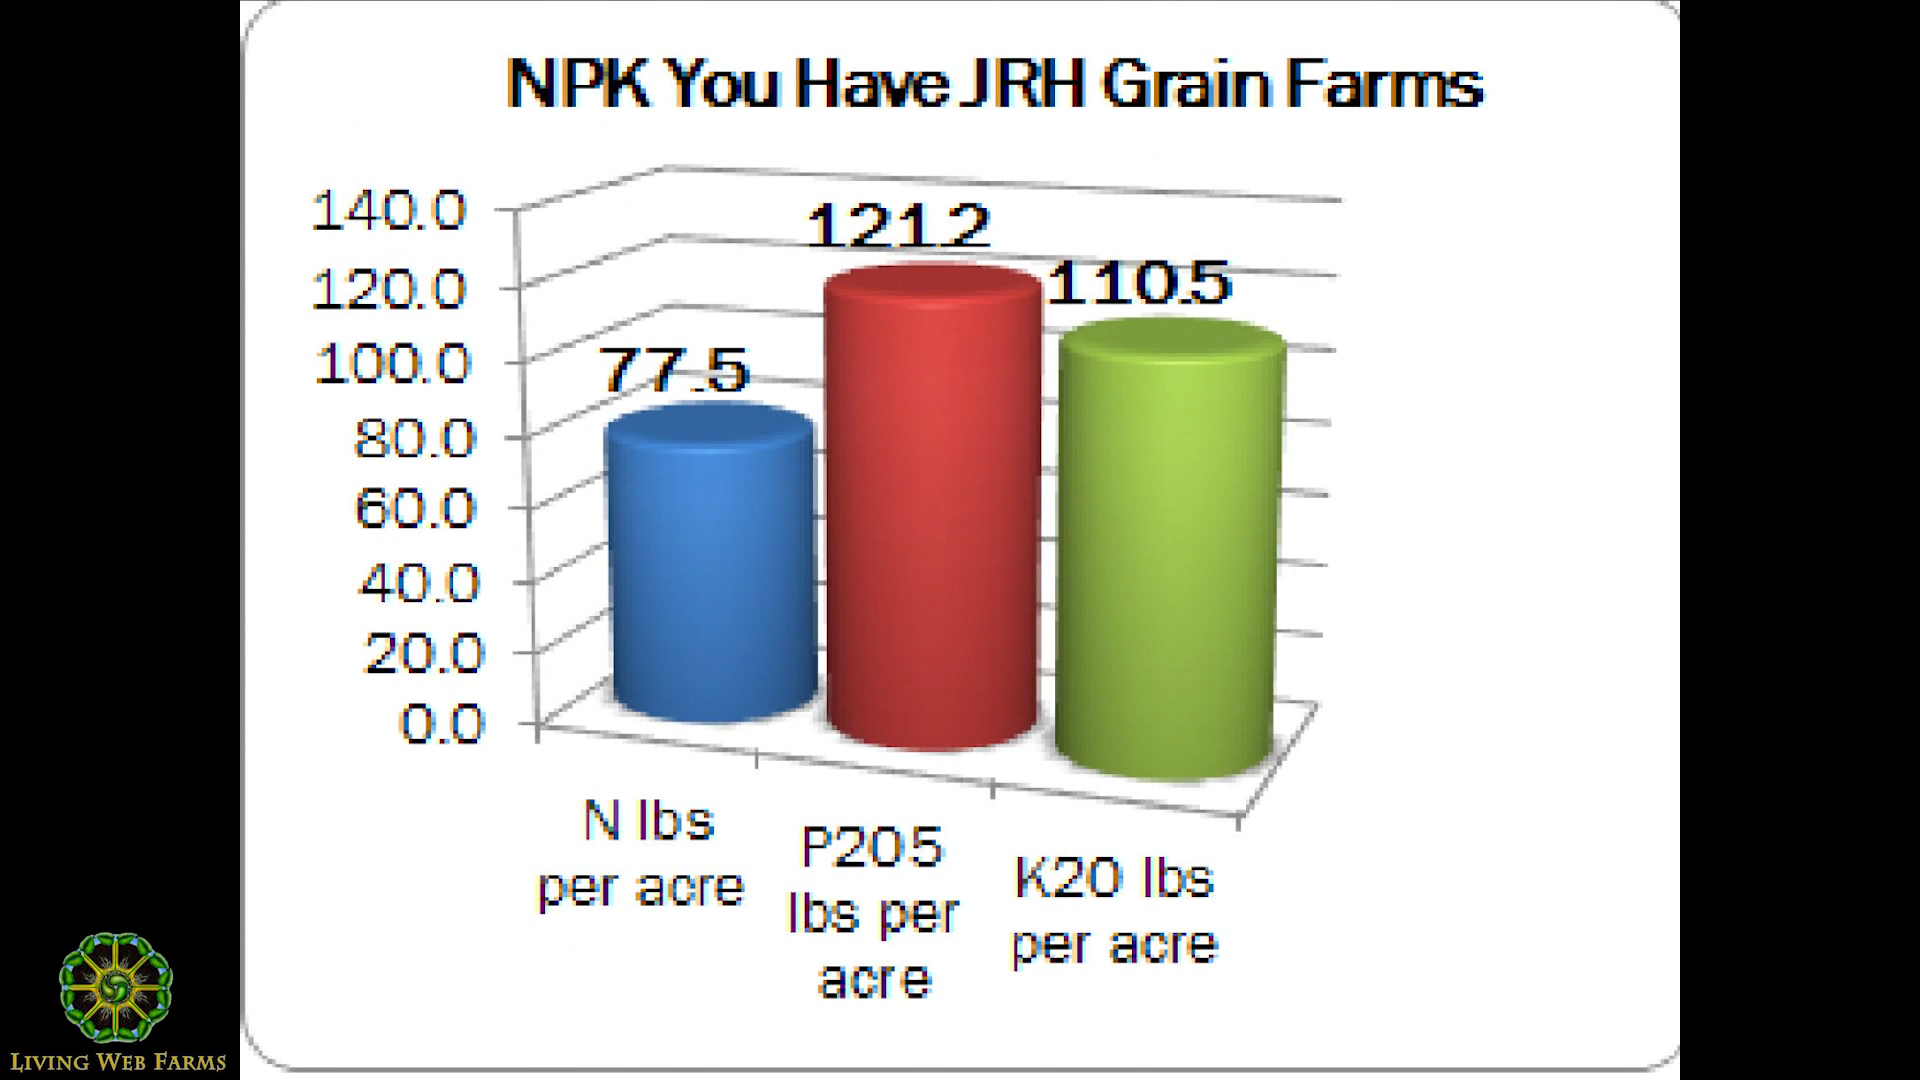 NPK You Have JRH Grain Farms
140.0
120.0
100.0
80.0
60.0
40.0
20.0
0.0
77.5
121.2
110.5
N lbs
per acre
P205
lbs per
acre
K20 lbs
per acre
LIVING WEB FARMS